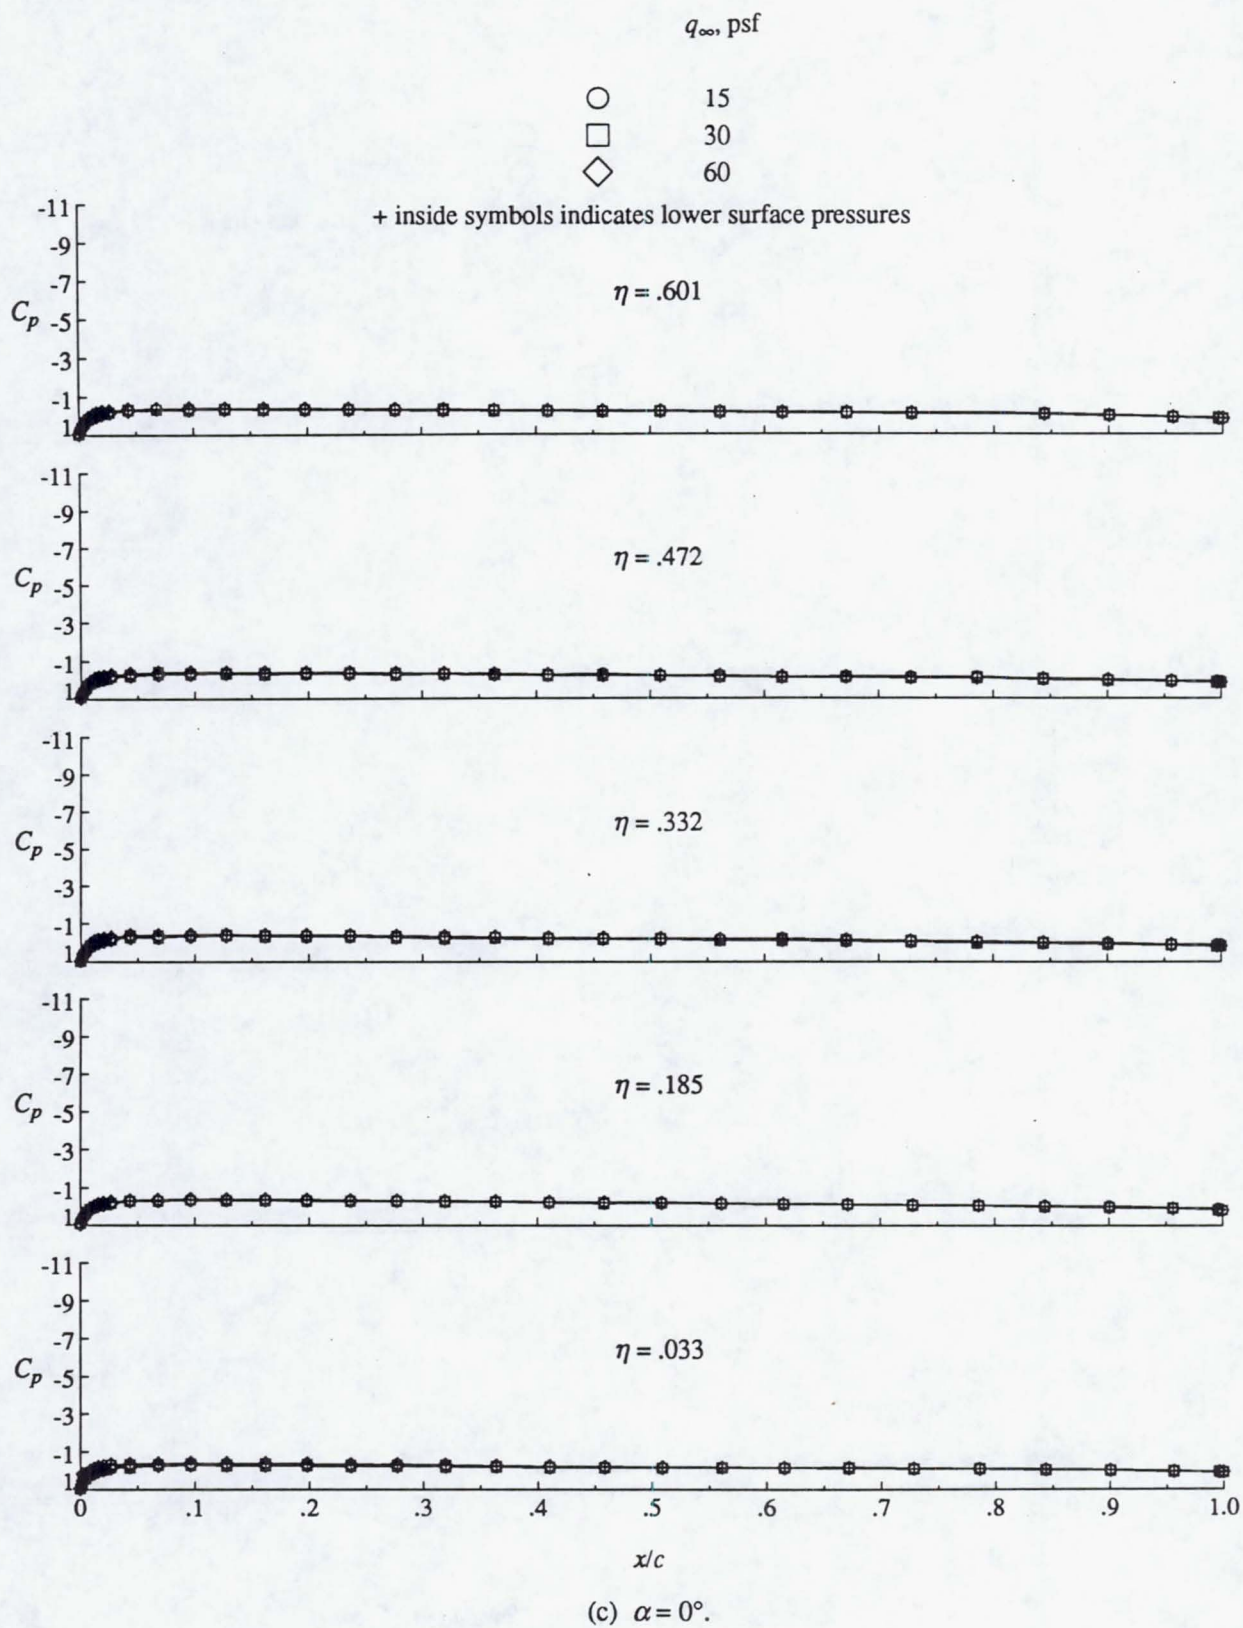 q∞, psf
○ 15
□ 30
◇ 60
+ inside symbols indicates lower surface pressures
-11
-9
-7
η = .601
Cp -5
-3
-1
1
-11
-9
-7
η = .472
Cp -5
-3
-1
1
-11
-9
-7
η = .332
Cp -5
-3
-1
1
-11
-9
-7
η = .185
Cp -5
-3
-1
1
-11
-9
-7
η = .033
Cp -5
-3
-1
1
0 .1 .2 .3 .4 .5 .6 .7 .8 .9 1.0
x/c
(c) α = 0°.